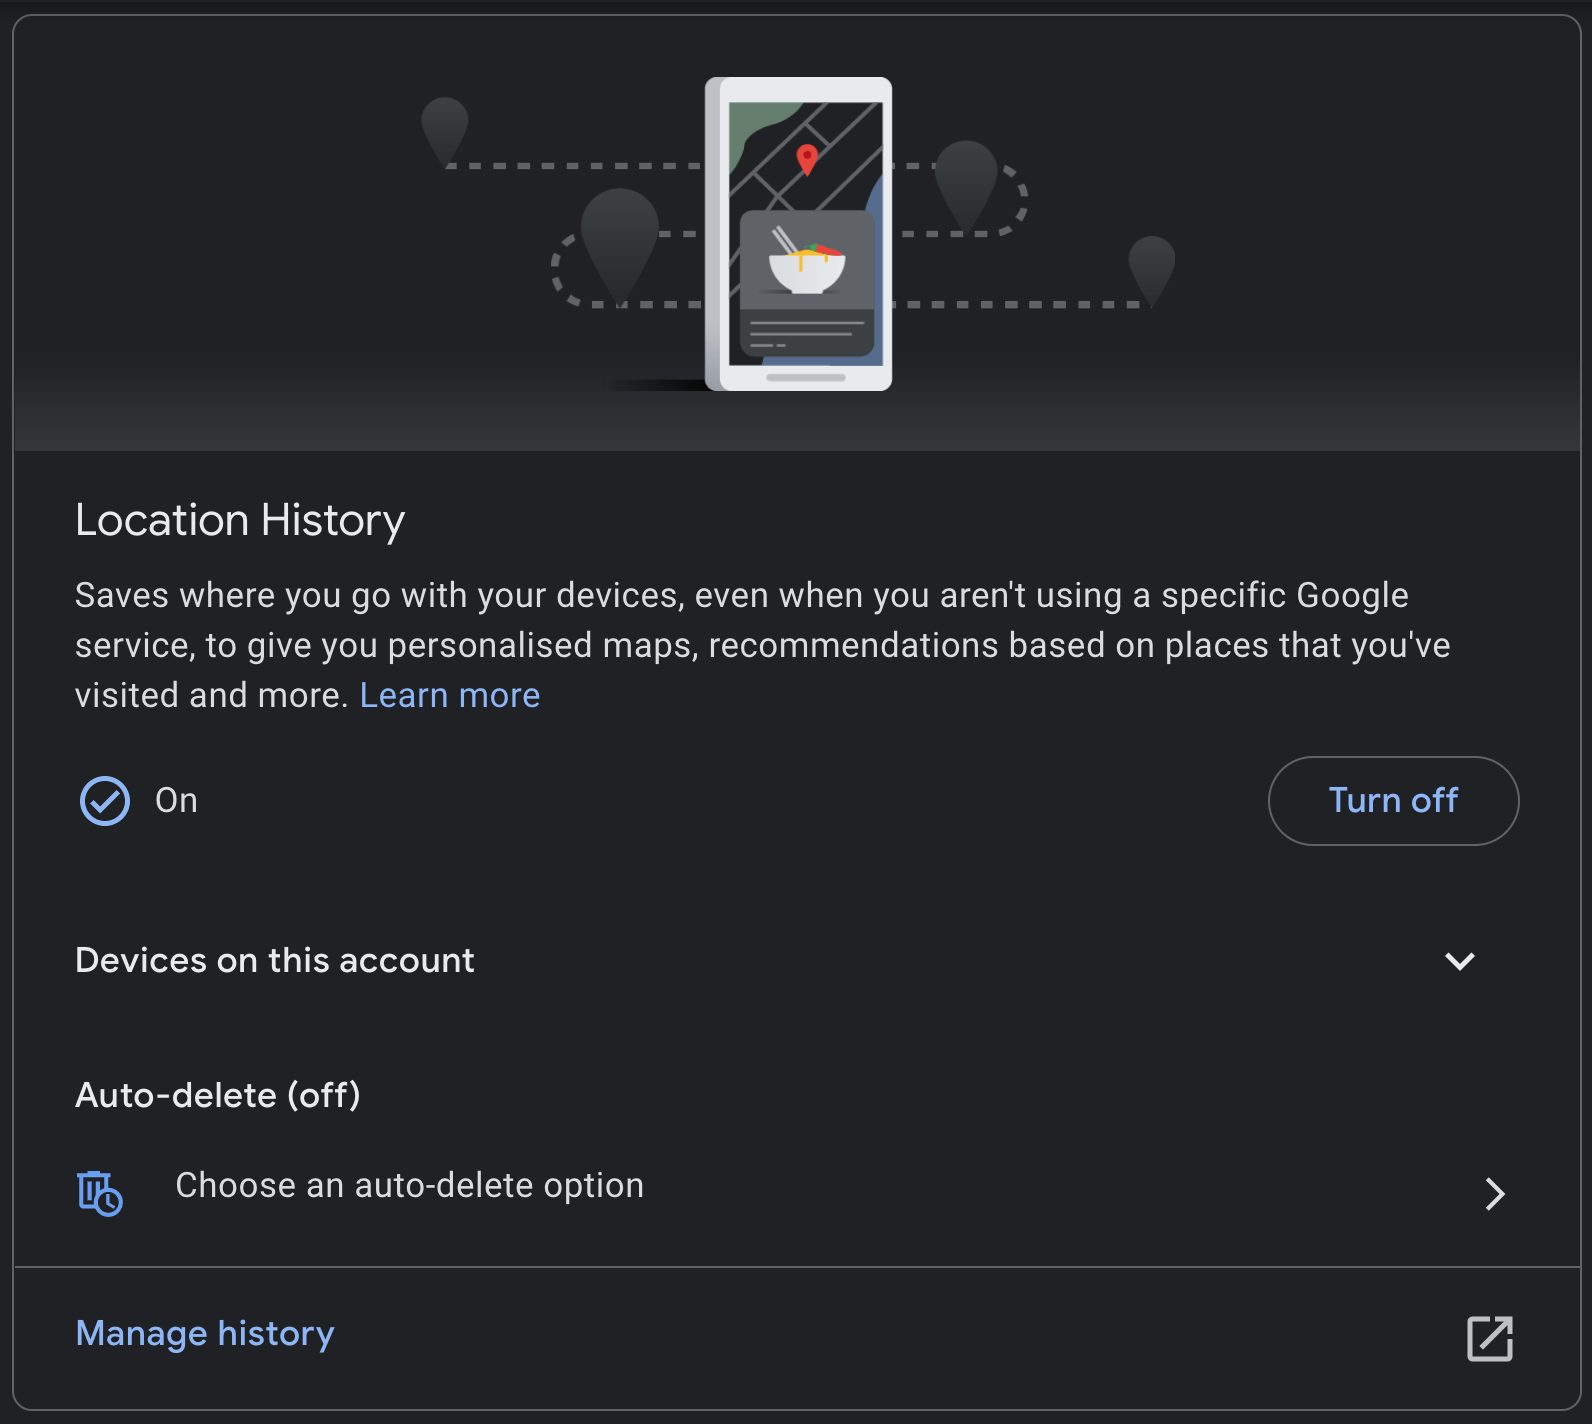 Location History
Saves where you go with your devices, even when you aren't using a specific Google
service, to give you personalised maps, recommendations based on places that you've
visited and more. Learn more
On
Turn off
Devices on this account
Auto-delete (off)
Choose an auto-delete option
Manage history